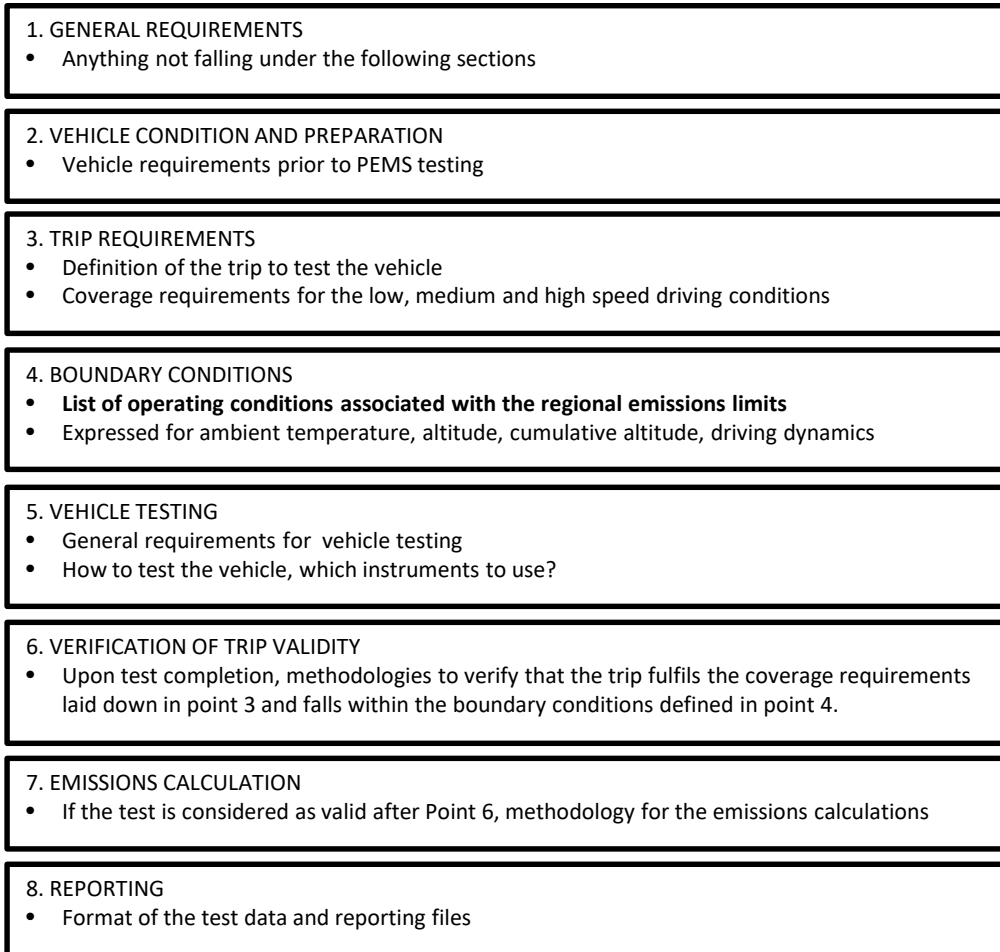 1. GENERAL REQUIREMENTS
• Anything not falling under the following sections
2. VEHICLE CONDITION AND PREPARATION
• Vehicle requirements prior to PEMS testing
3. TRIP REQUIREMENTS
• Definition of the trip to test the vehicle
• Coverage requirements for the low, medium and high speed driving conditions
4. BOUNDARY CONDITIONS
• List of operating conditions associated with the regional emissions limits
• Expressed for ambient temperature, altitude, cumulative altitude, driving dynamics
5. VEHICLE TESTING
• General requirements for vehicle testing
• How to test the vehicle, which instruments to use?
6. VERIFICATION OF TRIP VALIDITY
• Upon test completion, methodologies to verify that the trip fulfils the coverage requirements
laid down in point 3 and falls within the boundary conditions defined in point 4.
7. EMISSIONS CALCULATION
• If the test is considered as valid after Point 6, methodology for the emissions calculations
8. REPORTING
• Format of the test data and reporting files